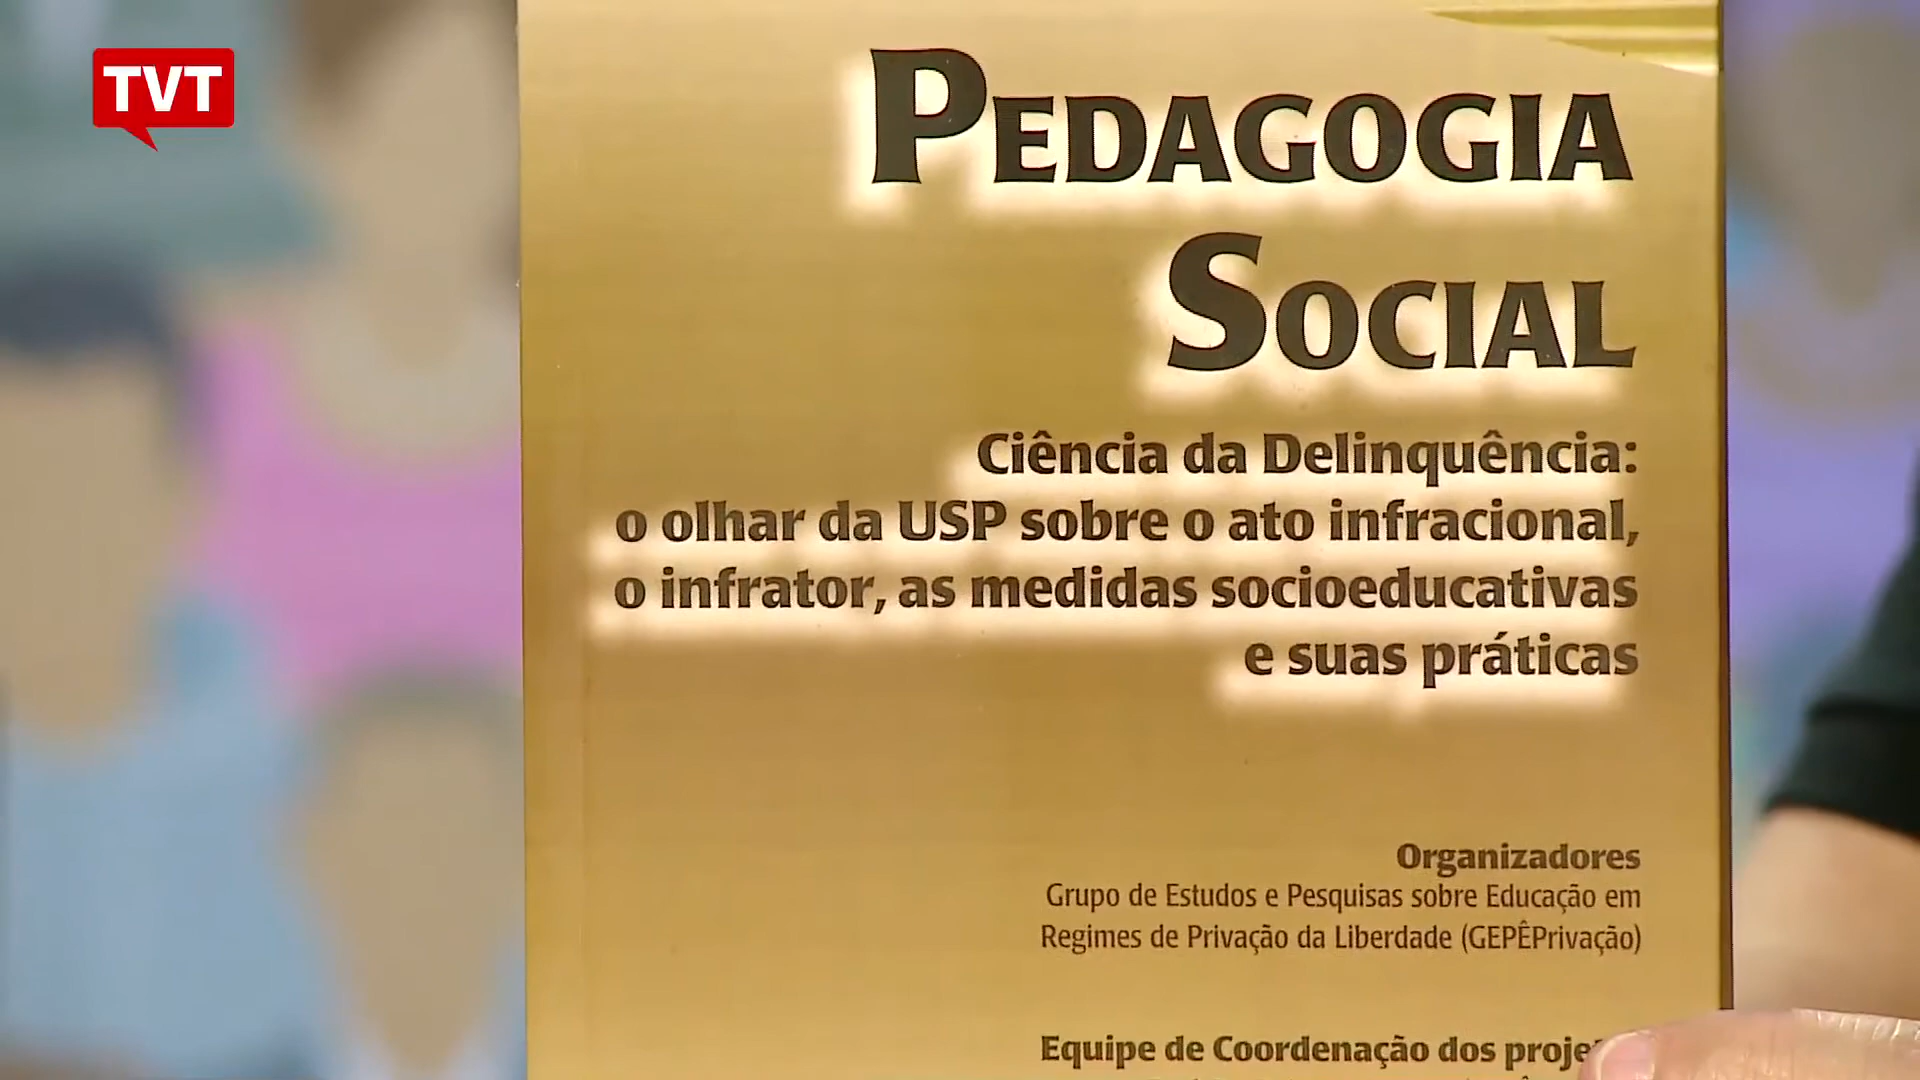 TVT
PEDAGOGIA
SOCIAL
Ciência da Delinquência:
o olhar da USP sobre o ato infracional,
o infrator, as medidas socioeducativas
e suas práticas
Organizadores
Grupo de Estudos e Pesquisas sobre Educação em
Regimes de Privação da Liberdade (GEPÊPrivação)
Equipe de Coordenação dos